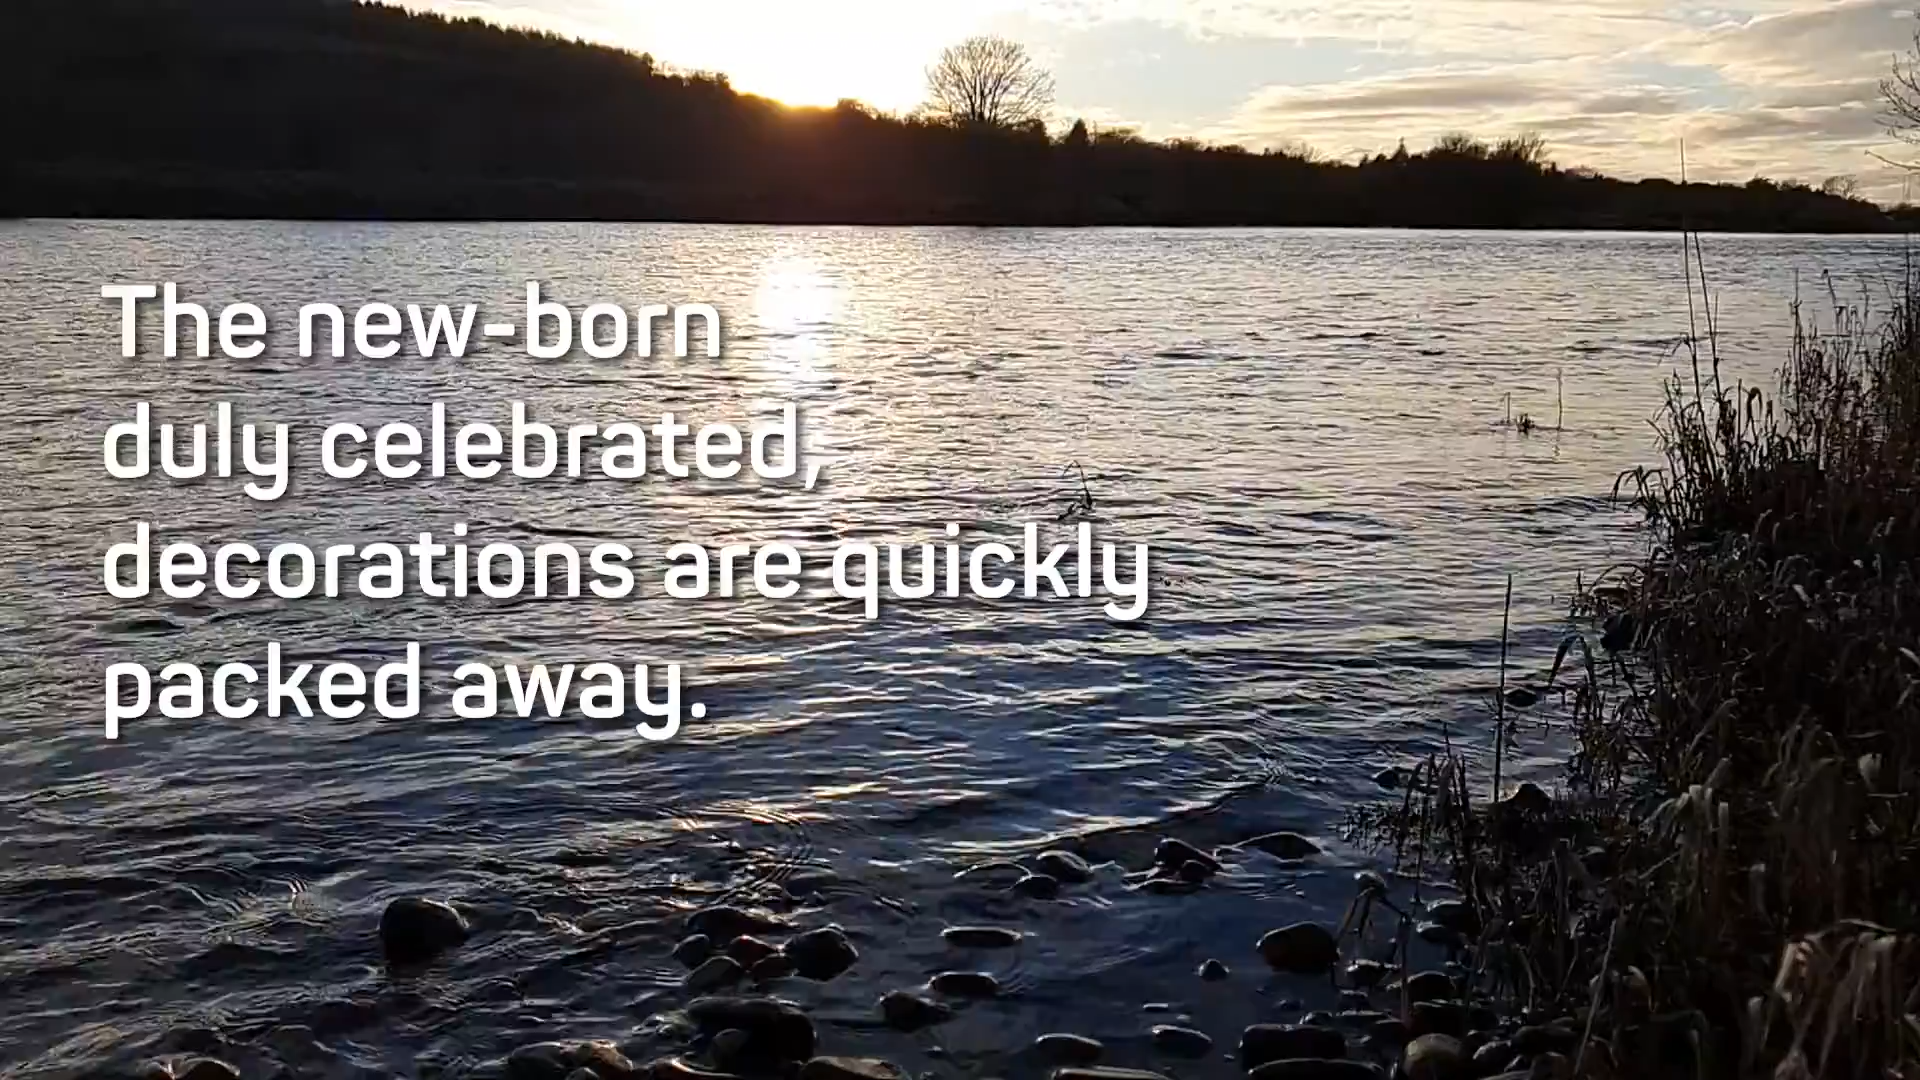 The new-born
duly celebrated,
decorations are quickly
packed away.